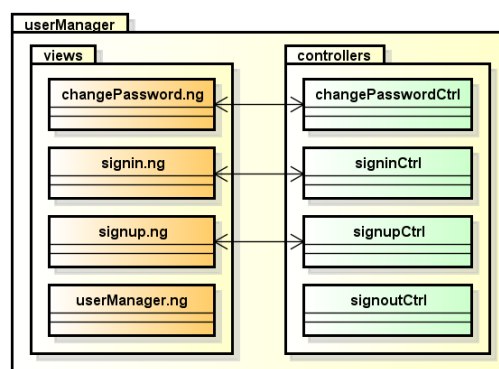 userManager
views
controllers
changePassword.ng
changePasswordCtrl
signin.ng
signinCtrl
signup.ng
signupCtrl
userManager.ng
signoutCtrl